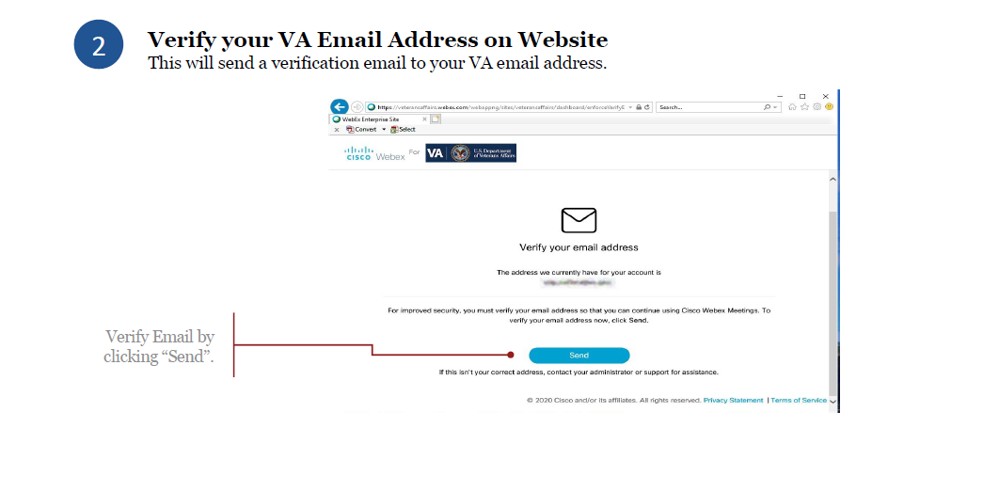 2
Verify your VA Email Address on Website
This will send a verification email to your VA email address.
https://veteransaffairs.webex.com/webappng/sites/veteransaffairs/dashboard/enforceVerifyE
Search...
WebEx Enterprise Site
x Convert Select
CISCO Webex For VA U.S. Department
of Veterans Affairs
Verify your email address
The address we currently have for your account is
For improved security, you must verify your email address so that you can continue using Cisco Webex Meetings. To
verify your email address now, click Send.
Verify Email by
clicking “Send”.
Send
If this isn't your correct address, contact your administrator or support for assistance.
© 2020 Cisco and/or its affiliates. All rights reserved. Privacy Statement | Terms of Service